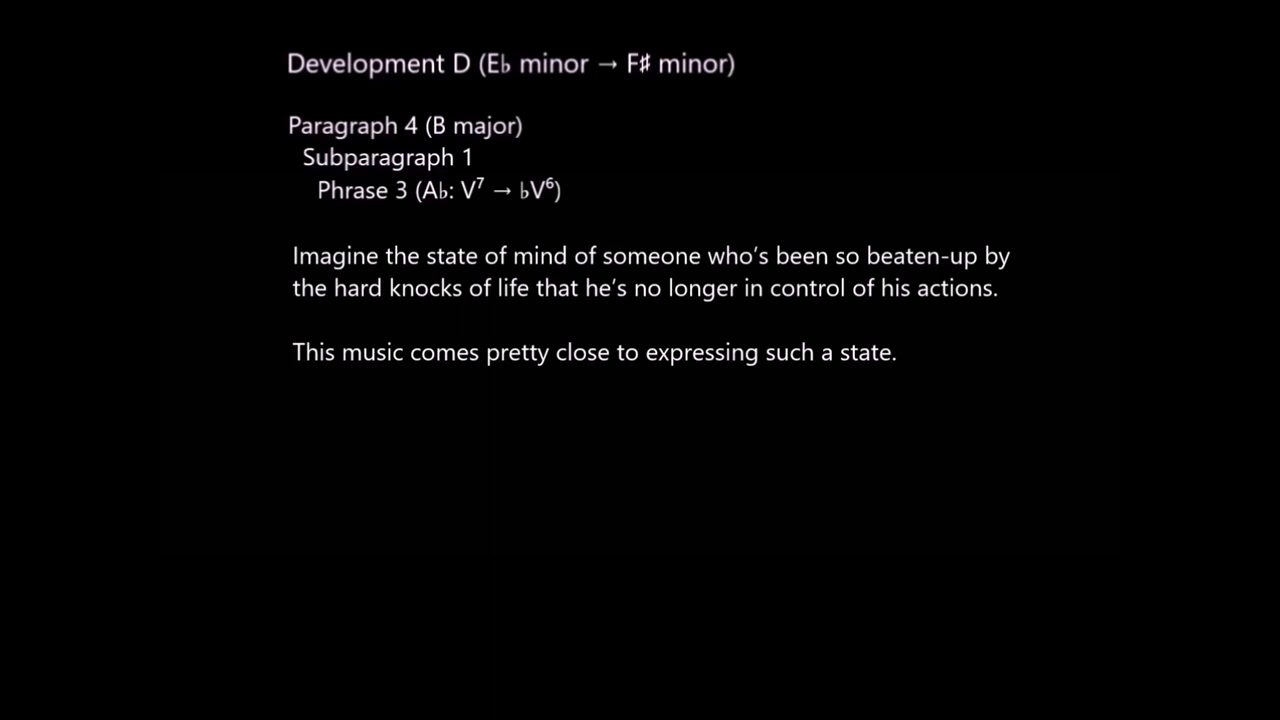 Development D (E♭ minor → F♯ minor)
Paragraph 4 (B major)
Subparagraph 1
Phrase 3 (A♭: V⁷ → ♭V⁶)
Imagine the state of mind of someone who’s been so beaten-up by
the hard knocks of life that he’s no longer in control of his actions.
This music comes pretty close to expressing such a state.